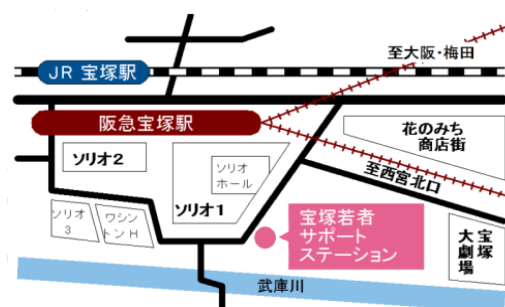 至大阪・梅田
JR 宝塚駅
阪急宝塚駅
花のみち
商店街
ソリオ2
ソリオ
ホール
至西宮北口
ソリオ1
ソリオ
3
ワシン
トンH
宝塚若者
サポート
ステーション
宝塚
大劇場
武庫川